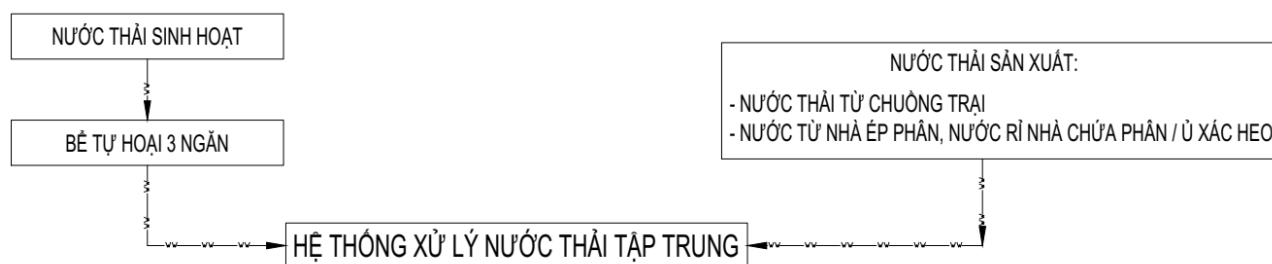 NƯỚC THẢI SINH HOẠT
BỂ TỰ HOẠI 3 NGĂN
NƯỚC THẢI SẢN XUẤT:
- NƯỚC THẢI TỪ CHUỒNG TRẠI
- NƯỚC TỪ NHÀ ÉP PHÂN, NƯỚC RỈ NHÀ CHỨA PHÂN / Ủ XÁC HEO
HỆ THỐNG XỬ LÝ NƯỚC THẢI TẬP TRUNG